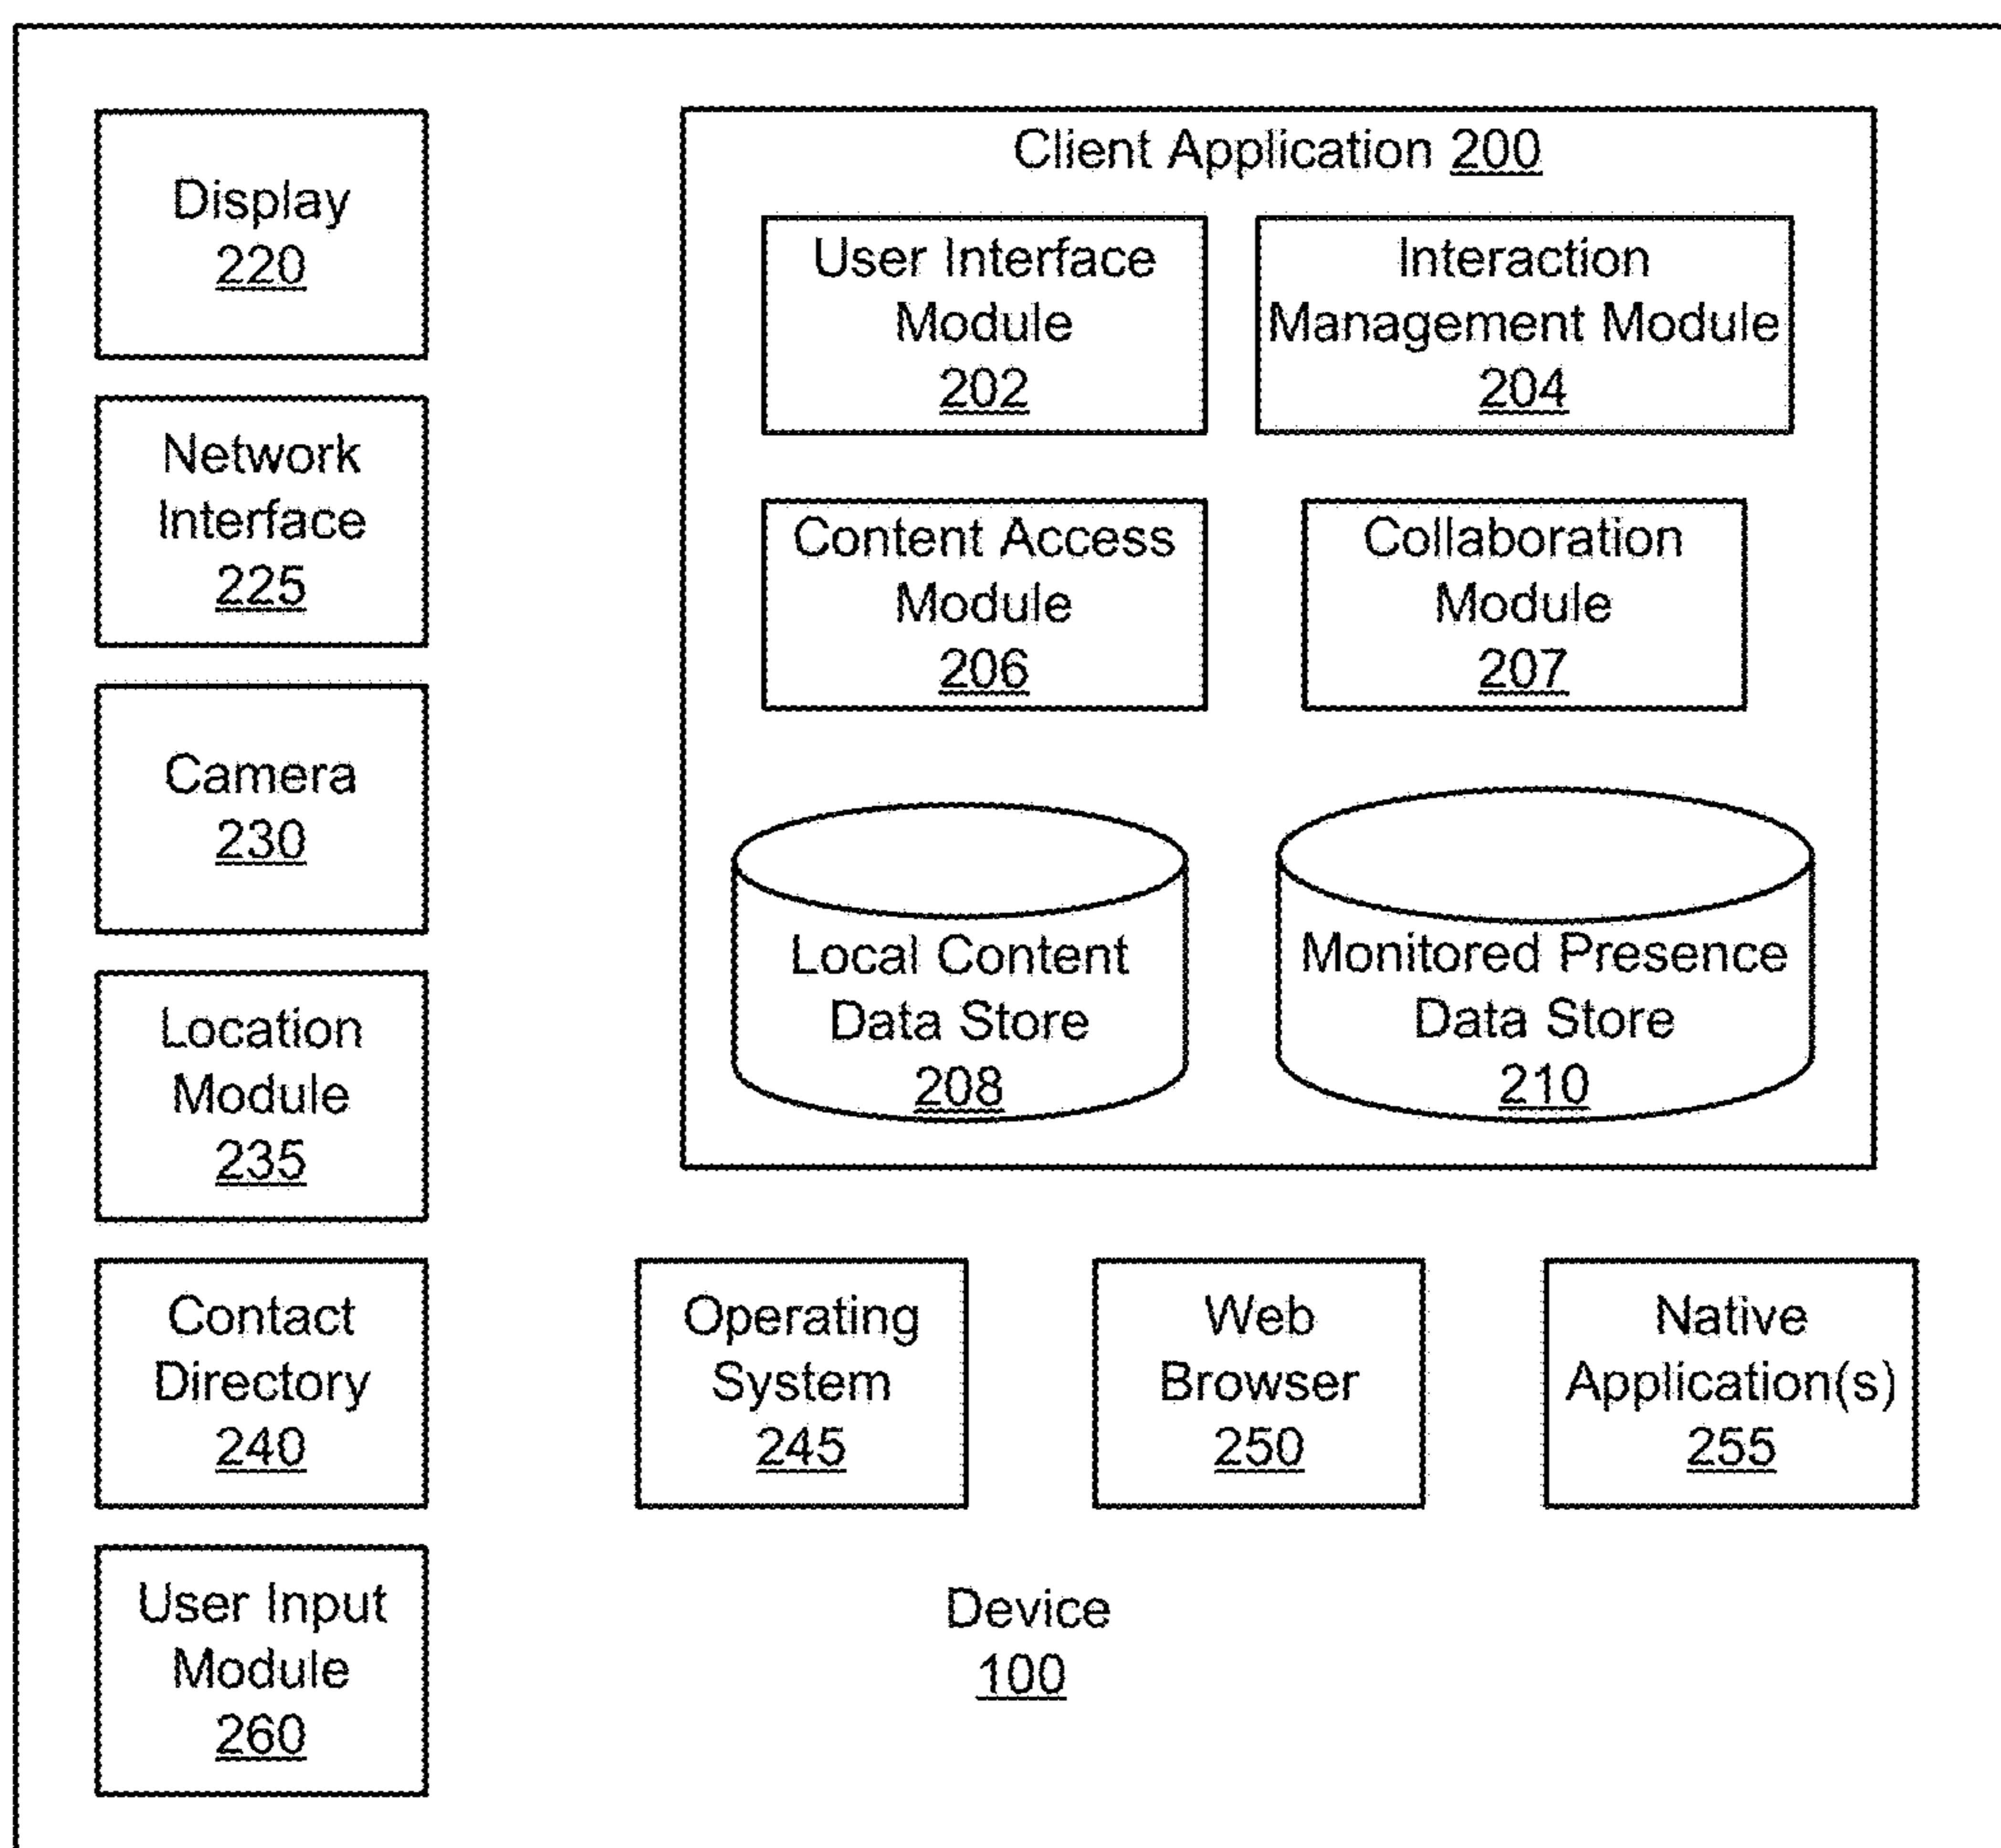 Display
220
Network
Interface
225
Camera
230
Location
Module
235
Contact
Directory
240
User Input
Module
260
Client Application 200
User Interface
Module
202
Interaction
Management Module
204
Content Access
Module
206
Collaboration
Module
207
Local Content
Data Store
208
Monitored Presence
Data Store
210
Operating
System
245
Web
Browser
250
Native
Application(s)
255
Device
100